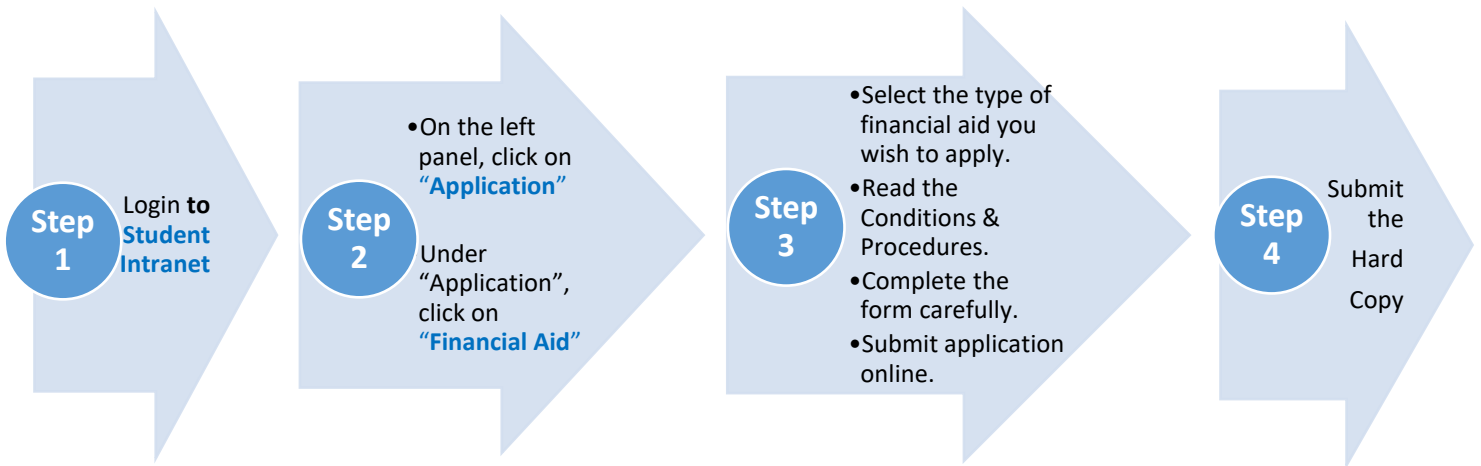 Step
1
Login to
Student
Intranet
Step
2
•On the left
panel, click on
“Application”
Under
“Application”,
click on
“Financial Aid”
Step
3
•Select the type of
financial aid you
wish to apply.
•Read the
Conditions &
Procedures.
•Complete the
form carefully.
•Submit application
online.
Step
4
Submit
the
Hard
Copy